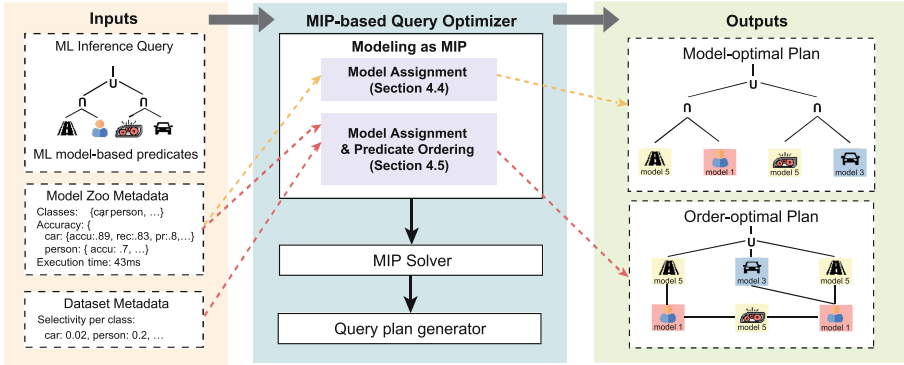 Inputs
MIP-based Query Optimizer
Outputs
ML Inference Query
U
∩
∩
ML model-based predicates
Model Zoo Metadata
Classes: {car person, …}
Accuracy: {
car: {accu:.89, rec:.83, pr:.8,…}
person: { accu: .7, …}
Execution time: 43ms
Dataset Metadata
Selectivity per class:
car: 0.02, person: 0.2, …
Modeling as MIP
Model Assignment
(Section 4.4)
Model Assignment
& Predicate Ordering
(Section 4.5)
MIP Solver
Query plan generator
Model-optimal Plan
U
∩
∩
model 5
model 1
model 5
model 3
Order-optimal Plan
U
model 5
model 3
model 5
model 1
model 5
model 1